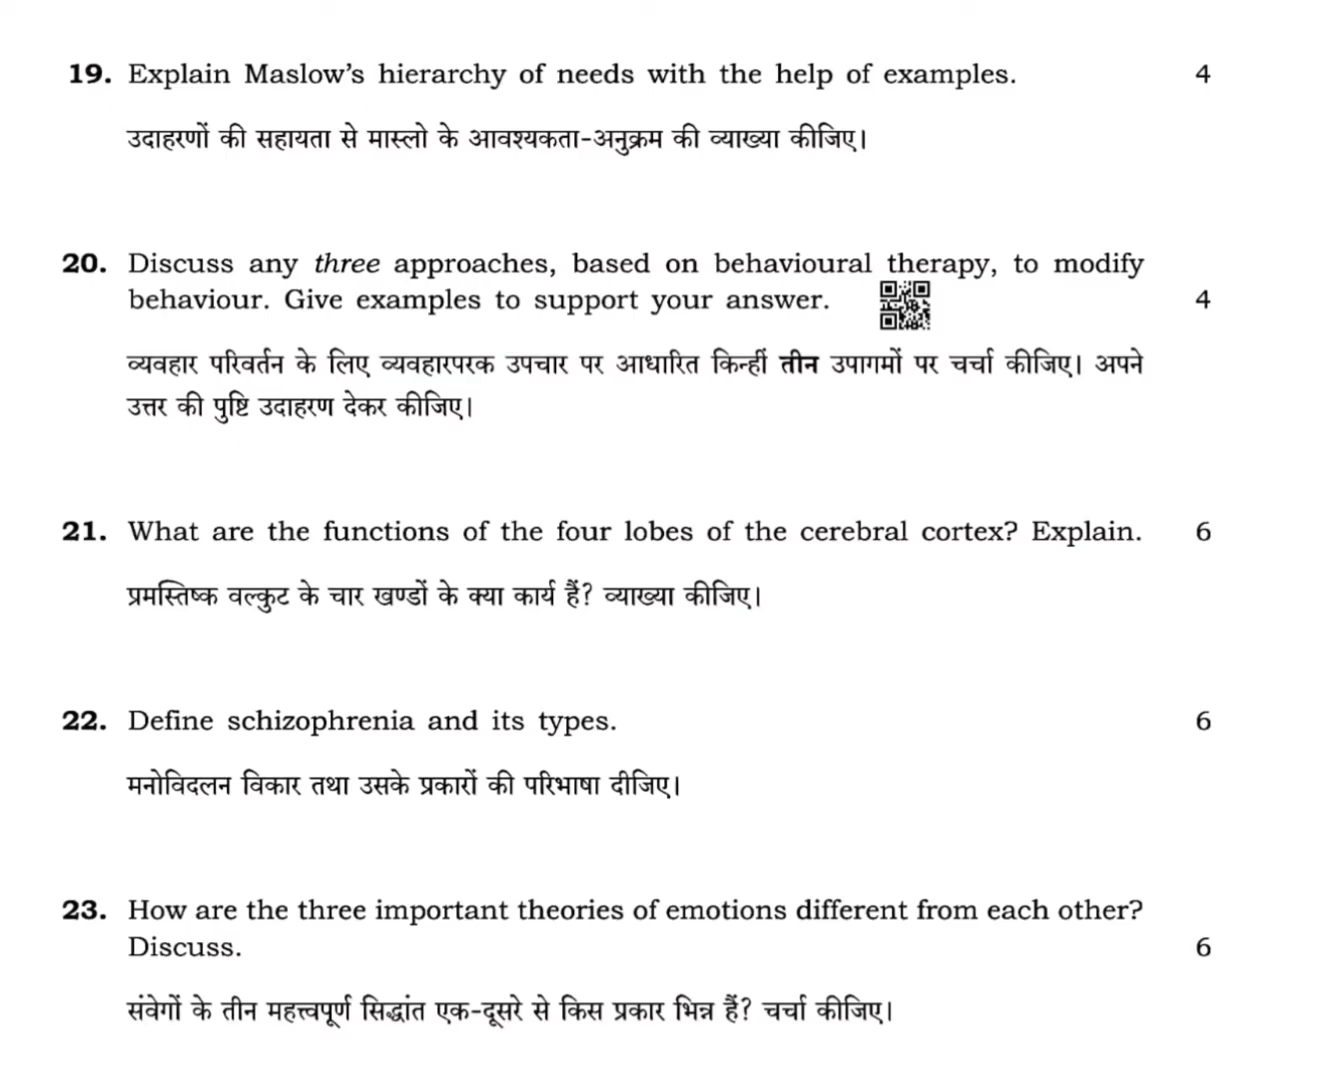 19. Explain Maslow's hierarchy of needs with the help of examples. 4
उदाहरणों की सहायता से मास्लो के आवश्यकता-अनुक्रम की व्याख्या कीजिए।
20. Discuss any three approaches, based on behavioural therapy, to modify
behaviour. Give examples to support your answer. 4
व्यवहार परिवर्तन के लिए व्यवहारपरक उपचार पर आधारित किन्हीं तीन उपागमों पर चर्चा कीजिए। अपने
उत्तर की पुष्टि उदाहरण देकर कीजिए।
21. What are the functions of the four lobes of the cerebral cortex? Explain. 6
प्रमस्तिष्क वल्कुट के चार खण्डों के क्या कार्य हैं? व्याख्या कीजिए।
22. Define schizophrenia and its types. 6
मनोविदलन विकार तथा उसके प्रकारों की परिभाषा दीजिए।
23. How are the three important theories of emotions different from each other?
Discuss. 6
संवेगों के तीन महत्त्वपूर्ण सिद्धांत एक-दूसरे से किस प्रकार भिन्न हैं? चर्चा कीजिए।